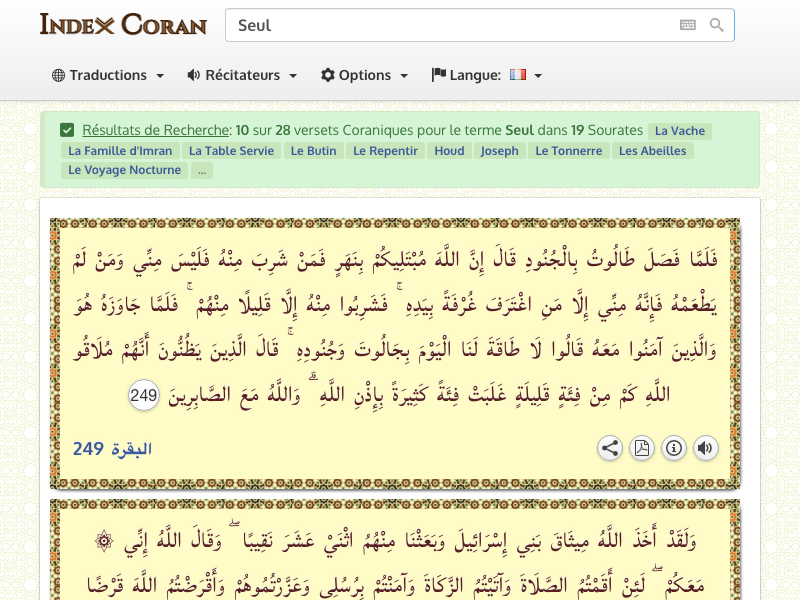 Index Coran
Seul
Traductions Récitateurs Options Langue:
Résultats de Recherche: 10 sur 28 versets Coraniques pour le terme Seul dans 19 Sourates La Vache
La Famille d'Imran La Table Servie Le Butin Le Repentir Houd Joseph Le Tonnerre Les Abeilles
Le Voyage Nocturne ...
فَلَمَّا فَصَلَ طَالُوتُ بِالْجُنُودِ قَالَ إِنَّ اللَّهَ مُبْتَلِيكُمْ بِنَهَرٍ فَمَنْ شَرِبَ مِنْهُ فَلَيْسَ مِنِّي وَمَنْ لَمْ
يَطْعَمْهُ فَإِنَّهُ مِنِّي إِلَّا مَنِ اغْتَرَفَ غُرْفَةً بِيَدِهِ ۚ فَشَرِبُوا مِنْهُ إِلَّا قَلِيلًا مِنْهُمْ ۚ فَلَمَّا جَاوَزَهُ هُوَ
وَالَّذِينَ آمَنُوا مَعَهُ قَالُوا لَا طَاقَةَ لَنَا الْيَوْمَ بِجَالُوتَ وَجُنُودِهِ ۚ قَالَ الَّذِينَ يَظُنُّونَ أَنَّهُمْ مُلَاقُو
اللَّهِ كَمْ مِنْ فِئَةٍ قَلِيلَةٍ غَلَبَتْ فِئَةً كَثِيرَةً بِإِذْنِ اللَّهِ ۗ وَاللَّهُ مَعَ الصَّابِرِينَ 249
البقرة 249
۞ وَلَقَدْ أَخَذَ اللَّهُ مِيثَاقَ بَنِي إِسْرَائِيلَ وَبَعَثْنَا مِنْهُمُ اثْنَيْ عَشَرَ نَقِيبًا ۖ وَقَالَ اللَّهُ إِنِّي
مَعَكُمْ ۖ لَئِنْ أَقَمْتُمُ الصَّلَاةَ وَآتَيْتُمُ الزَّكَاةَ وَآمَنْتُمْ بِرُسُلِي وَعَزَّرْتُمُوهُمْ وَأَقْرَضْتُمُ اللَّهَ قَرْضًا